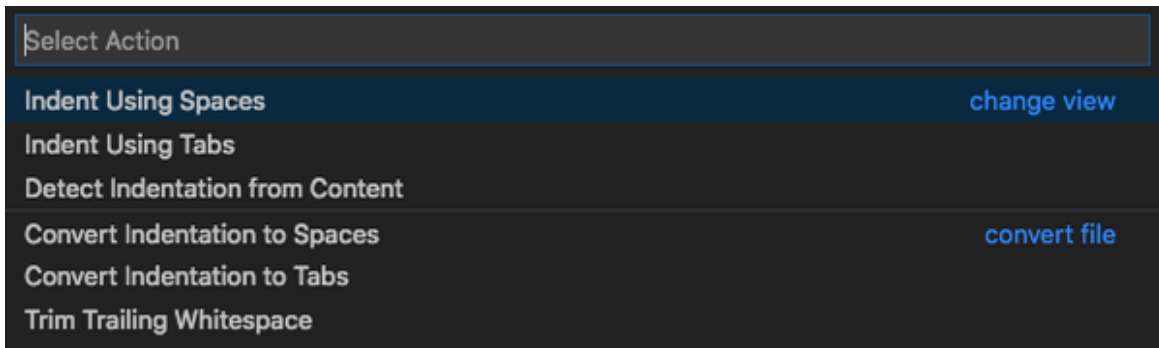 Select Action
Indent Using Spaces change view
Indent Using Tabs
Detect Indentation from Content
Convert Indentation to Spaces convert file
Convert Indentation to Tabs
Trim Trailing Whitespace